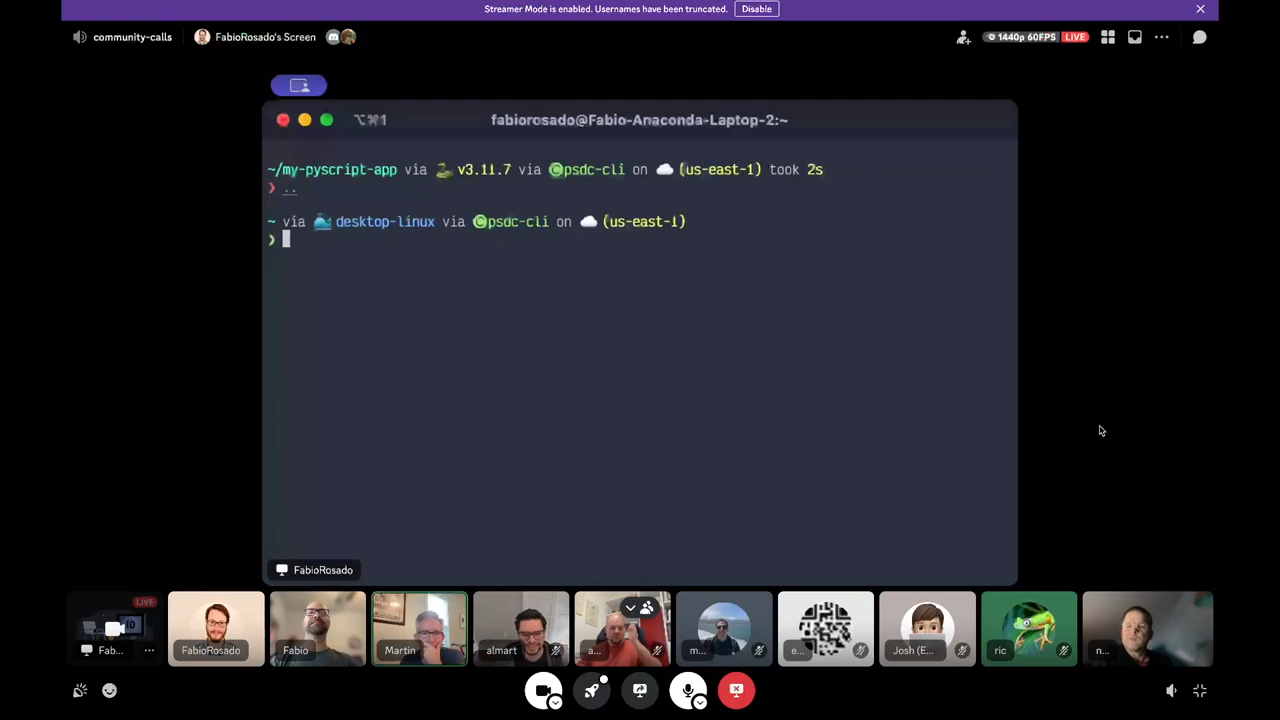 Streamer Mode is enabled. Usernames have been truncated. Disable
community-calls FabioRosado's Screen 1440p 60FPS LIVE
⌥⌘1 fabiorosado@Fabio-Anaconda-Laptop-2:~
~/my-pyscript-app via v3.11.7 via ©psdc-cli on (us-east-1) took 2s
❯ ..
~ via desktop-linux via ©psdc-cli on (us-east-1)
❯
FabioRosado
LIVE
ID
Fab... FabioRosado Fabio Martin almart a... m... e... Josh (E... ric n...